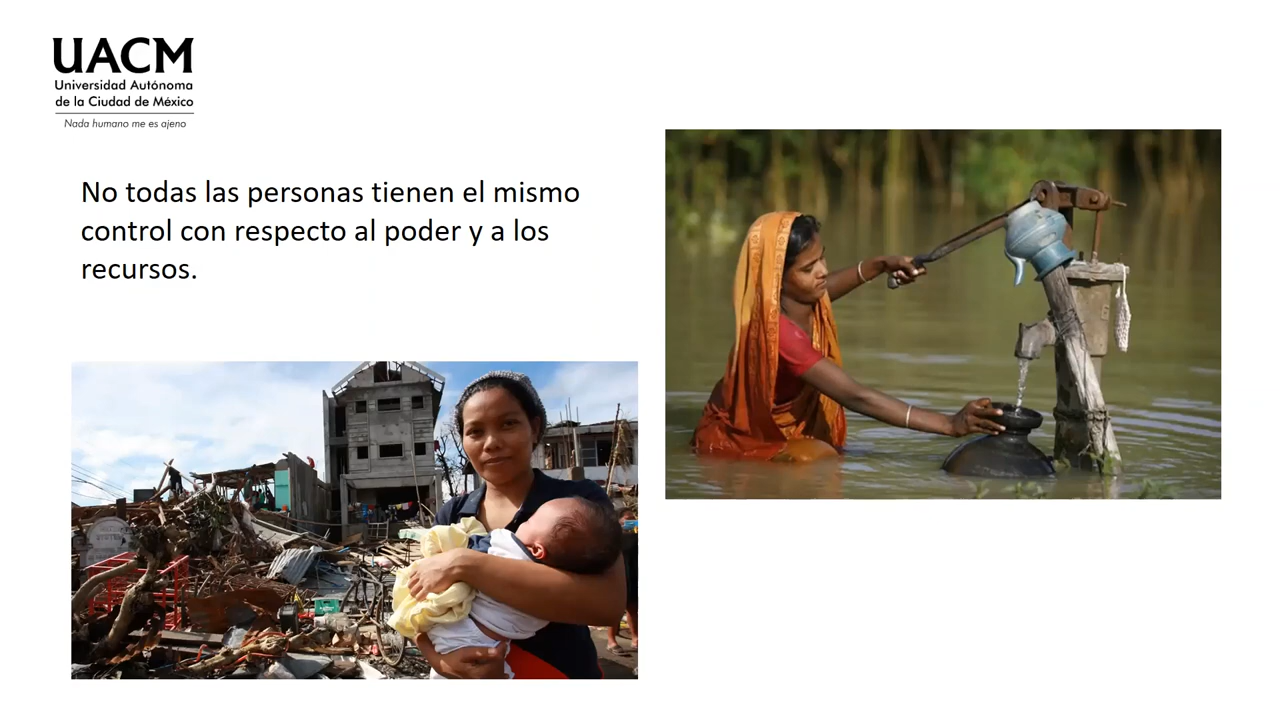 UACM
Universidad Autónoma
de la Ciudad de México
Nada humano me es ajeno
No todas las personas tienen el mismo
control con respecto al poder y a los
recursos.